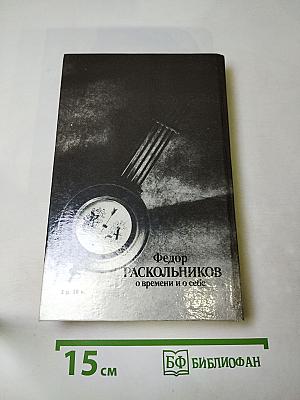 Федор
РАСКОЛЬНИКОВ
о времени и о себе
15 см
БФ БИБЛИОФАН